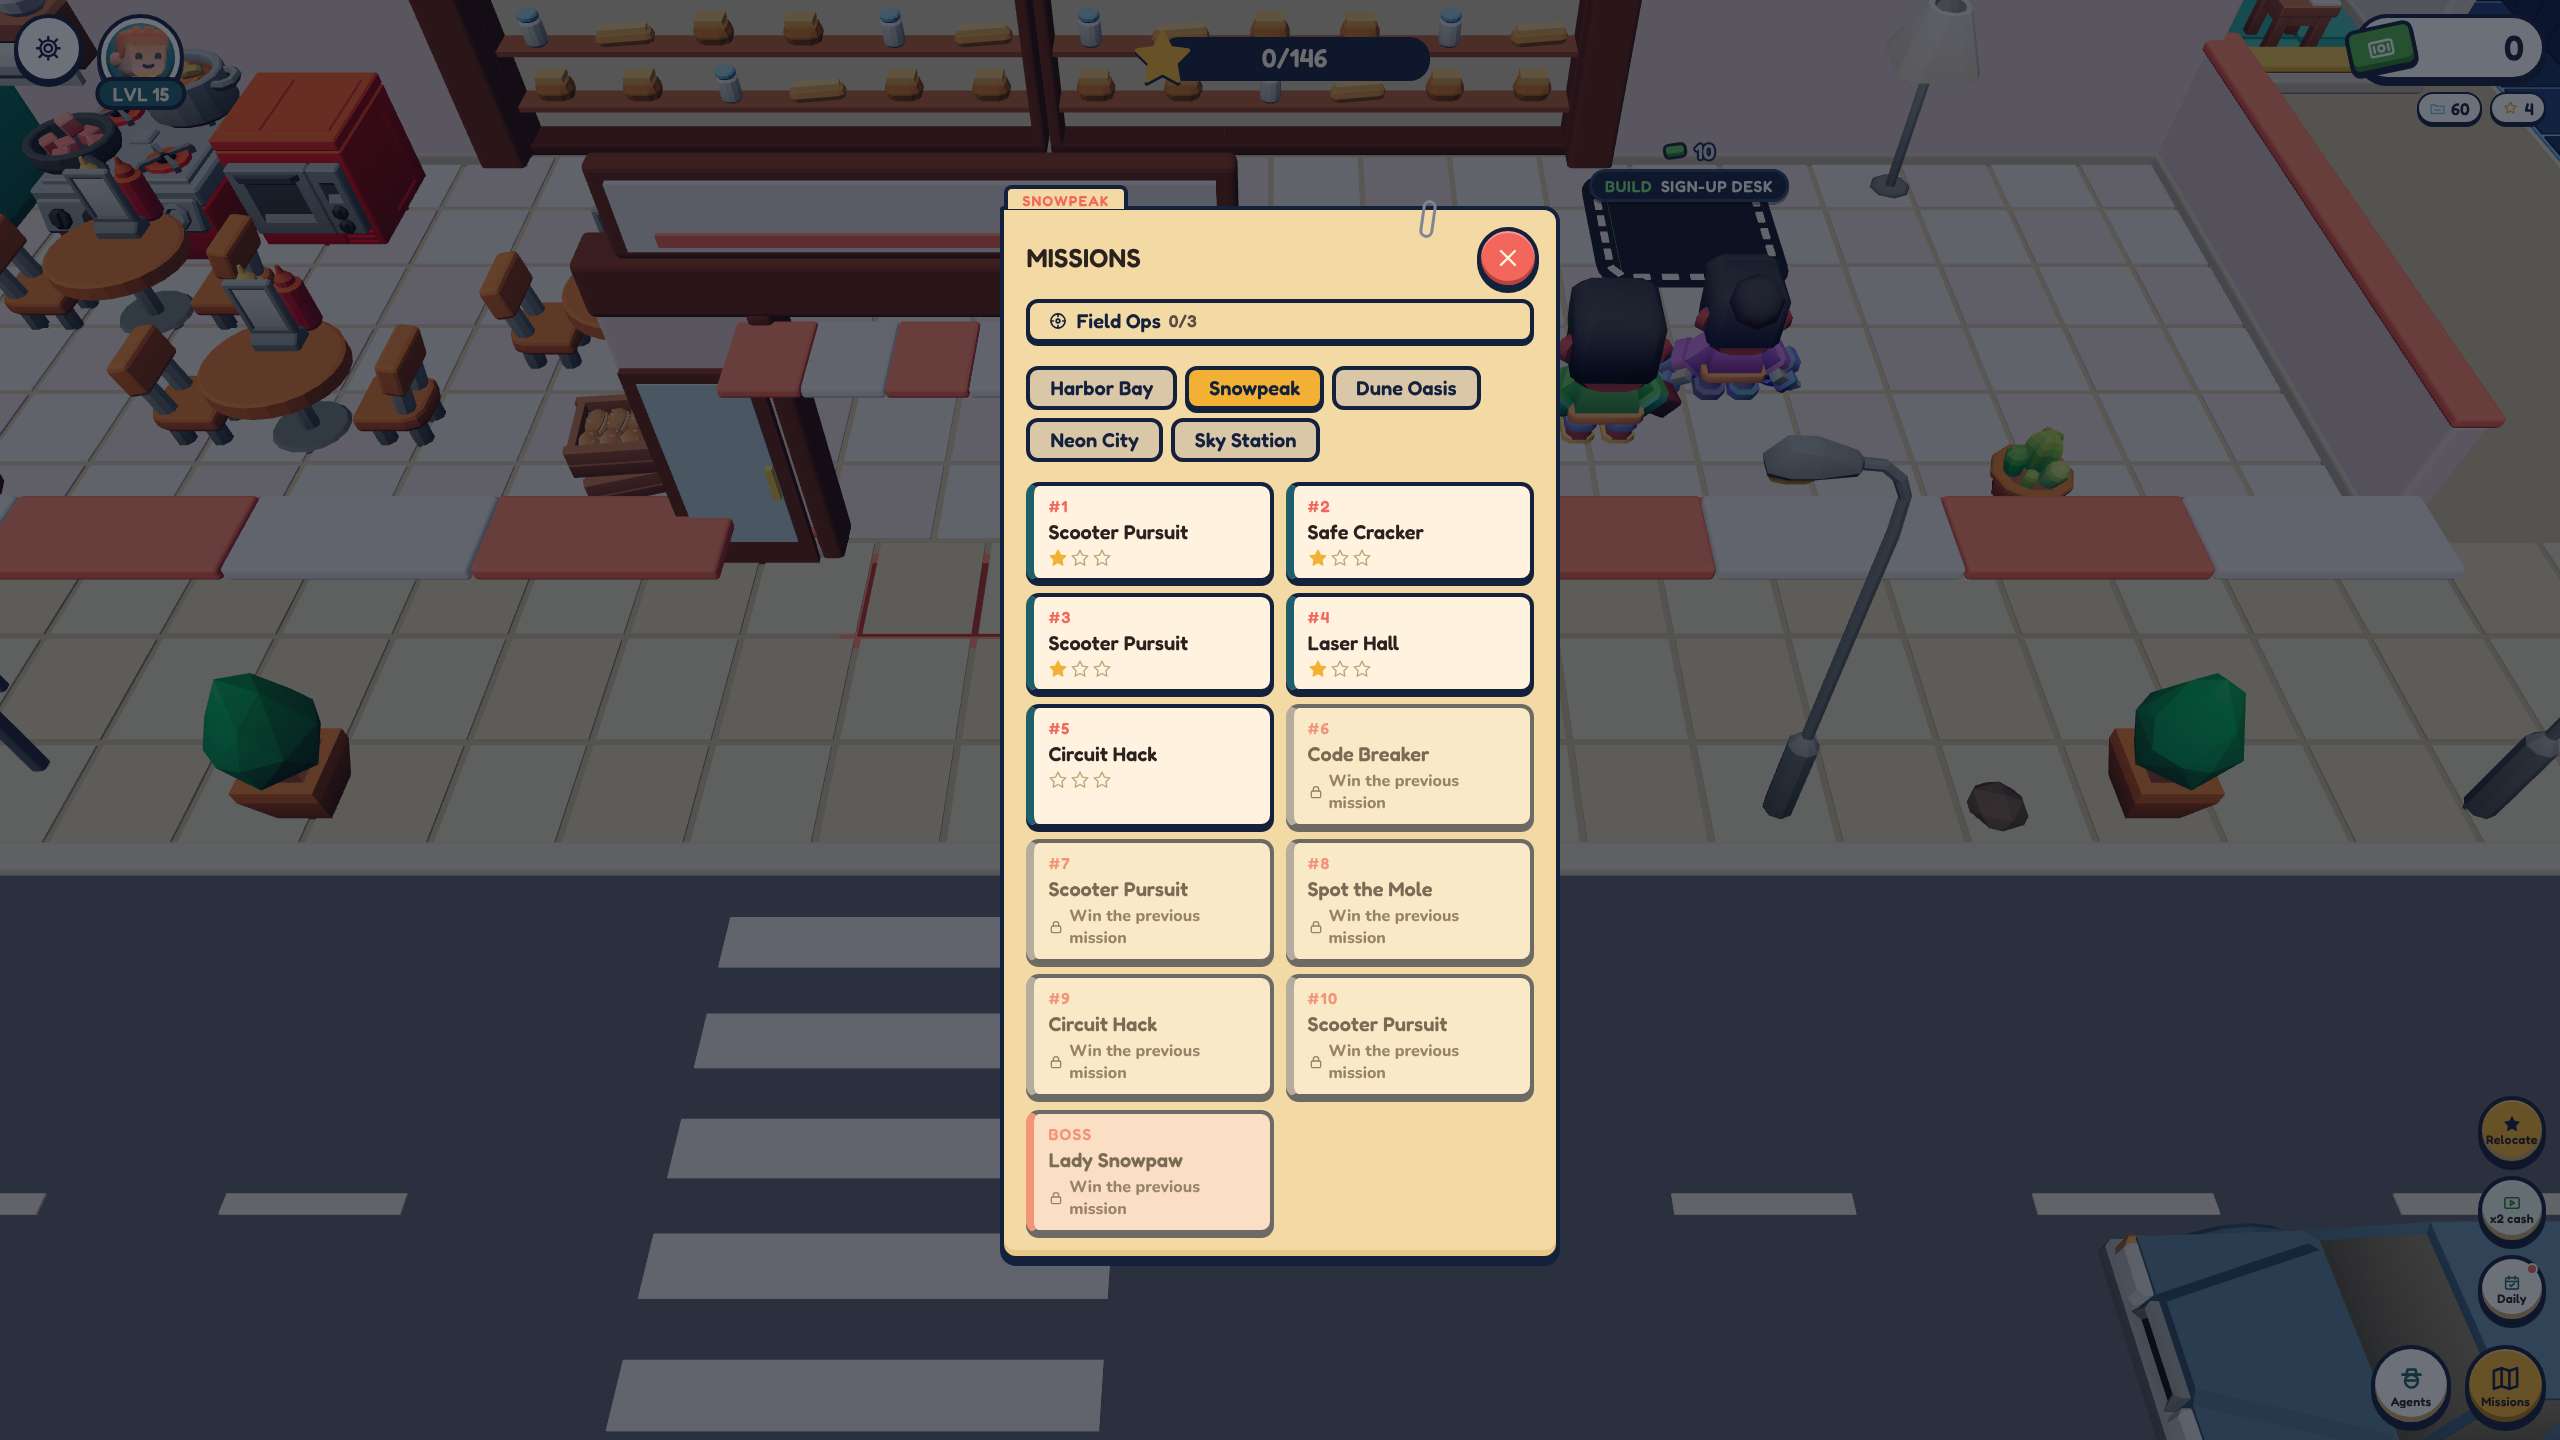 LVL 15
0/146
0
60
4
10
BUILD SIGN-UP DESK
SNOWPEAK
MISSIONS
Field Ops 0/3
Harbor Bay
Snowpeak
Dune Oasis
Neon City
Sky Station
#1
Scooter Pursuit
#2
Safe Cracker
#3
Scooter Pursuit
#4
Laser Hall
#5
Circuit Hack
#6
Code Breaker
Win the previous
mission
#7
Scooter Pursuit
Win the previous
mission
#8
Spot the Mole
Win the previous
mission
#9
Circuit Hack
Win the previous
mission
#10
Scooter Pursuit
Win the previous
mission
BOSS
Lady Snowpaw
Win the previous
mission
Relocate
x2 cash
Daily
Agents
Missions